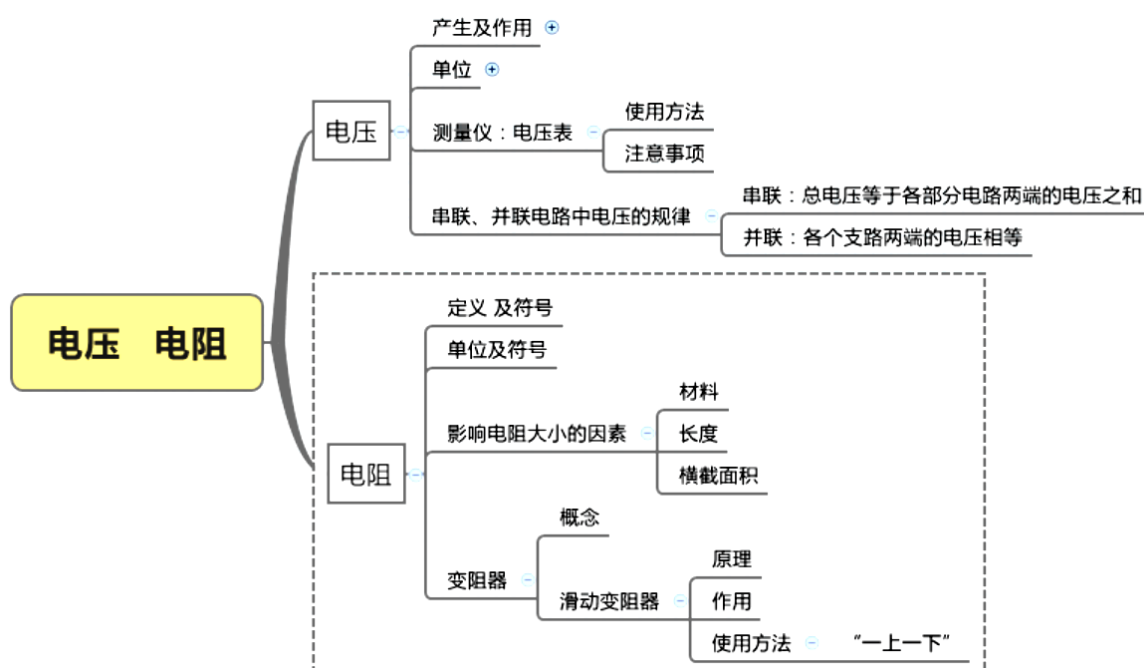 产生及作用
单位
电压
测量仪：电压表
使用方法
注意事项
串联、并联电路中电压的规律
串联：总电压等于各部分电路两端的电压之和
并联：各个支路两端的电压相等
电压 电阻
定义 及符号
单位及符号
影响电阻大小的因素
材料
长度
横截面积
电阻
变阻器
概念
滑动变阻器
原理
作用
使用方法
“一上一下”